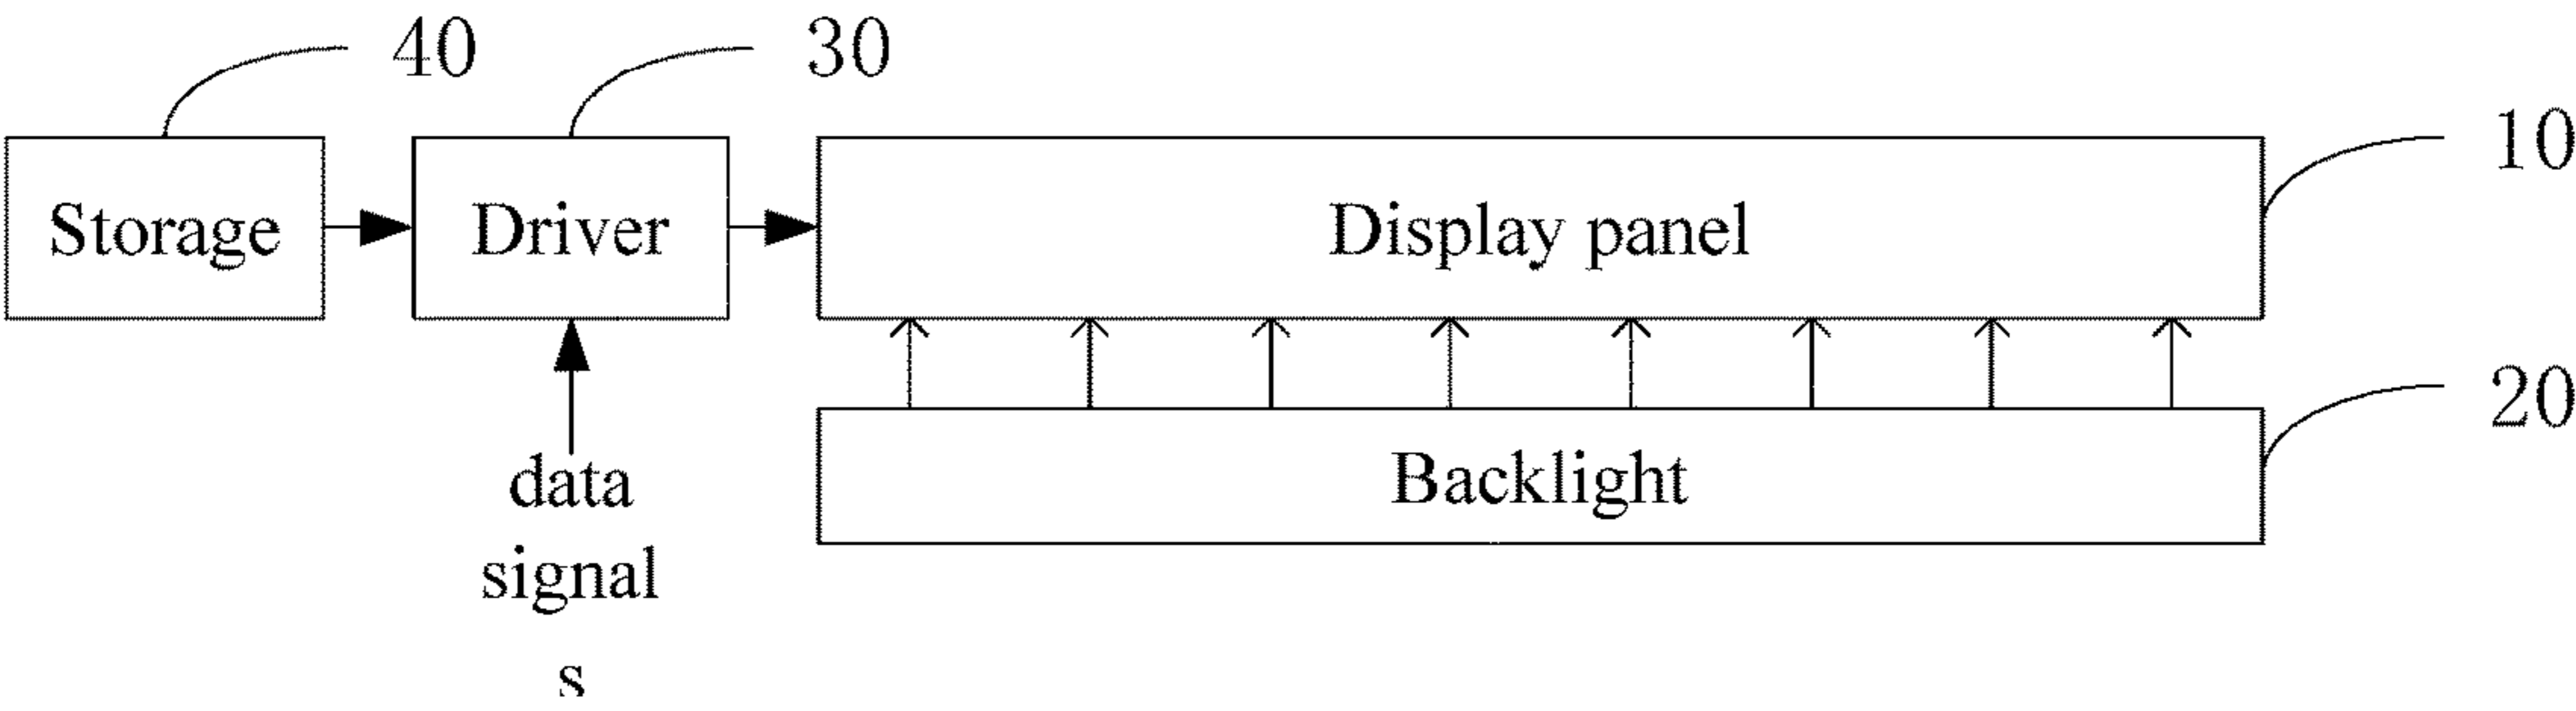 40
30
10
Storage
Driver
Display panel
20
Backlight
data
signal
s